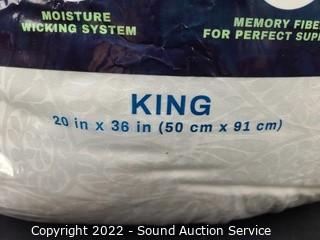 MOISTURE
WICKING SYSTEM
MEMORY FIBE
FOR PERFECT SUP
KING
20 in x 36 in (50 cm x 91 cm)
Copyright 2022 - Sound Auction Service